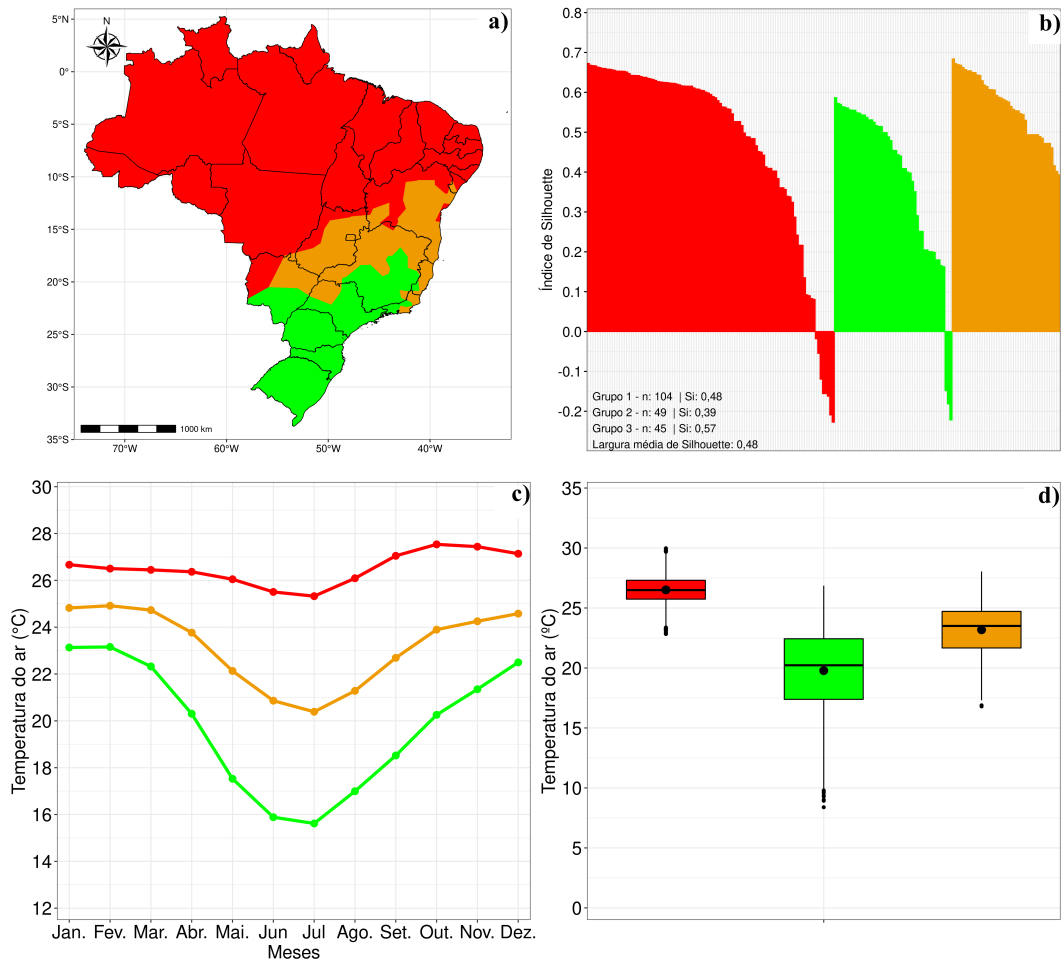 a)
N
5°N
0°
5°S
10°S
15°S
20°S
25°S
30°S
35°S
1000 km
70°W 60°W 50°W 40°W
b)
Índice de Silhouette
0.8
0.7
0.6
0.5
0.4
0.3
0.2
0.1
0.0
-0.1
-0.2
Grupo 1 - n: 104 | Si: 0,48
Grupo 2 - n: 49 | Si: 0,39
Grupo 3 - n: 45 | Si: 0,57
Largura média de Silhouette: 0,48
c)
Temperatura do ar (°C)
30
28
26
24
22
20
18
16
14
12
Jan. Fev. Mar. Abr. Mai. Jun Jul Ago. Set. Out. Nov. Dez.
Meses
d)
Temperatura do ar (ºC)
35
30
25
20
15
10
5
0